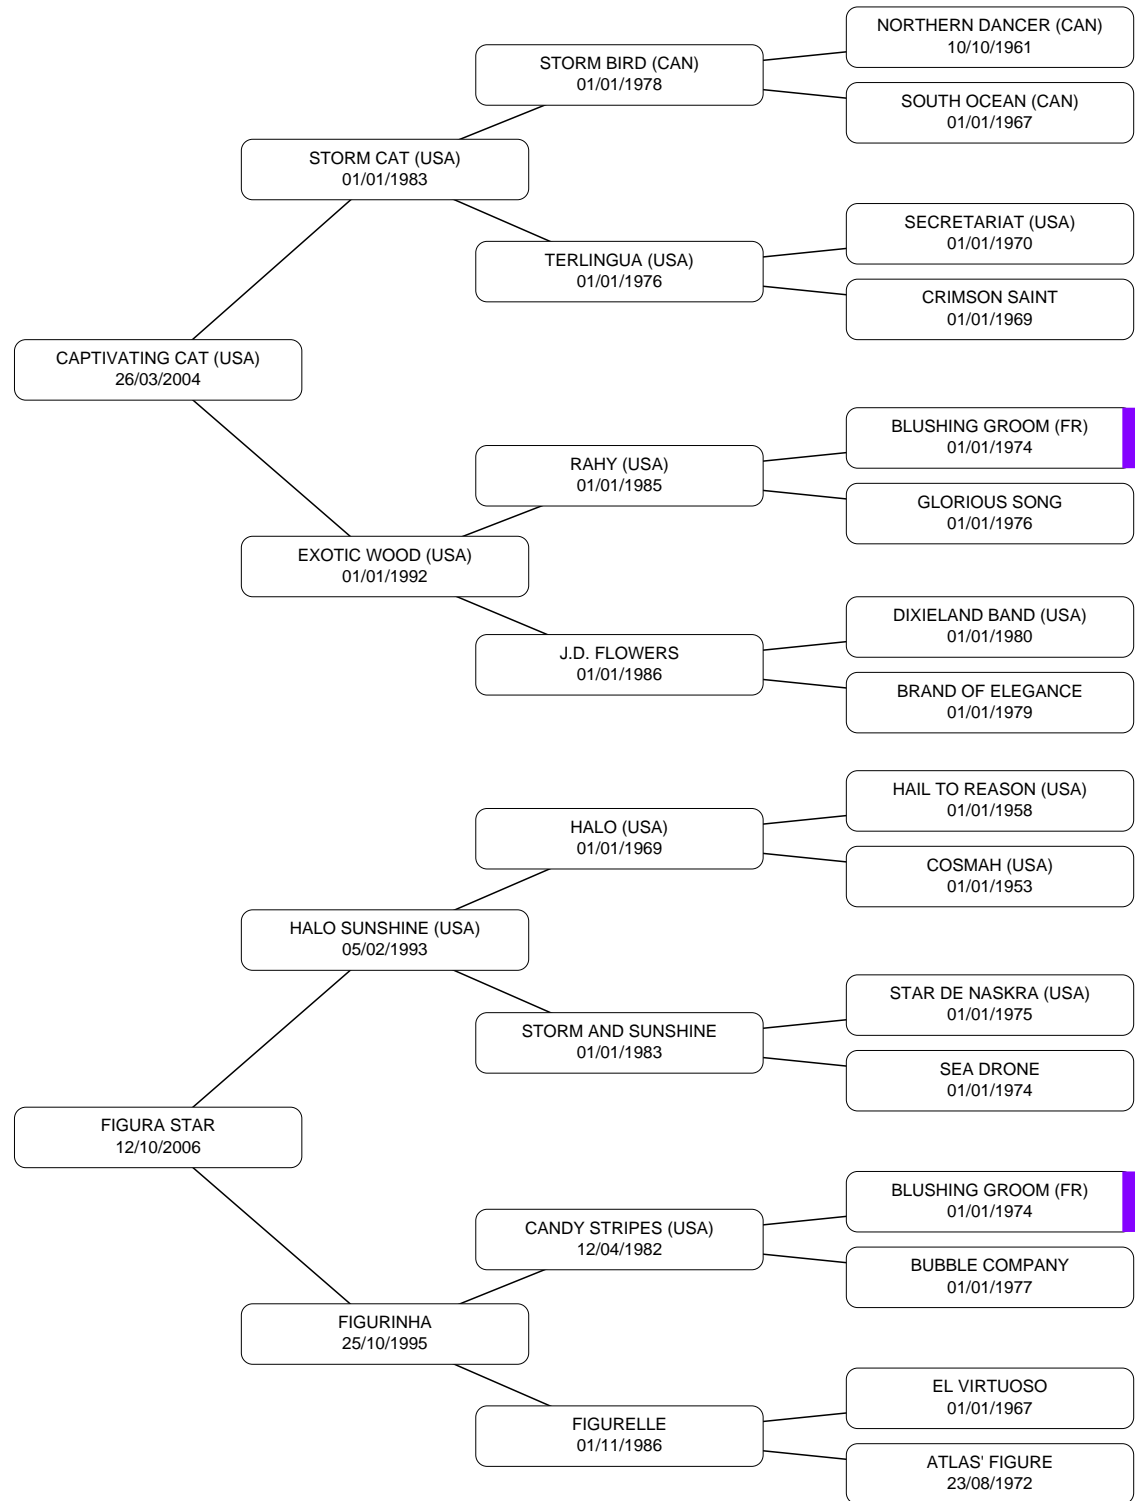 NORTHERN DANCER (CAN)
10/10/1961
STORM BIRD (CAN)
01/01/1978
SOUTH OCEAN (CAN)
01/01/1967
STORM CAT (USA)
01/01/1983
SECRETARIAT (USA)
01/01/1970
TERLINGUA (USA)
01/01/1976
CRIMSON SAINT
01/01/1969
CAPTIVATING CAT (USA)
26/03/2004
BLUSHING GROOM (FR)
01/01/1974
RAHY (USA)
01/01/1985
GLORIOUS SONG
01/01/1976
EXOTIC WOOD (USA)
01/01/1992
DIXIELAND BAND (USA)
01/01/1980
J.D. FLOWERS
01/01/1986
BRAND OF ELEGANCE
01/01/1979
HAIL TO REASON (USA)
01/01/1958
HALO (USA)
01/01/1969
COSMAH (USA)
01/01/1953
HALO SUNSHINE (USA)
05/02/1993
STAR DE NASKRA (USA)
01/01/1975
STORM AND SUNSHINE
01/01/1983
SEA DRONE
01/01/1974
FIGURA STAR
12/10/2006
BLUSHING GROOM (FR)
01/01/1974
CANDY STRIPES (USA)
12/04/1982
BUBBLE COMPANY
01/01/1977
FIGURINHA
25/10/1995
EL VIRTUOSO
01/01/1967
FIGURELLE
01/11/1986
ATLAS' FIGURE
23/08/1972